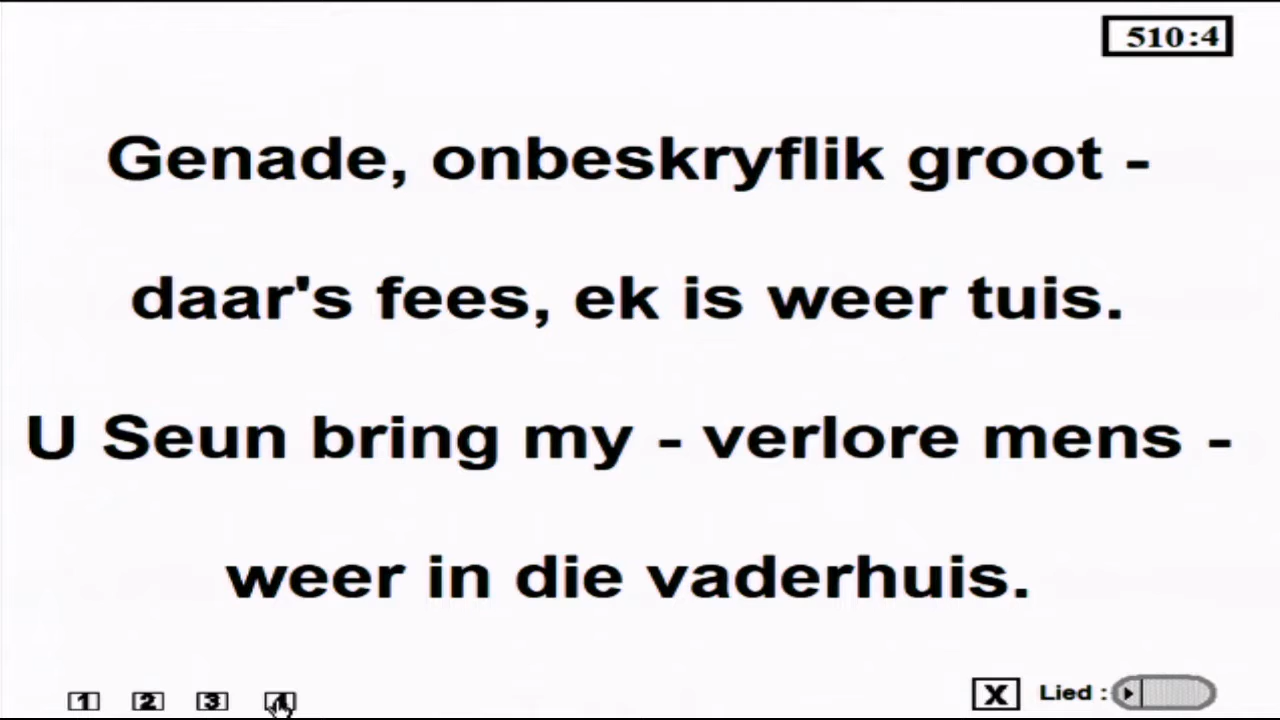 510:4
Genade, onbeskryflik groot -
daar's fees, ek is weer tuis.
U Seun bring my - verlore mens -
weer in die vaderhuis.
1 2 3 4 X Lied :